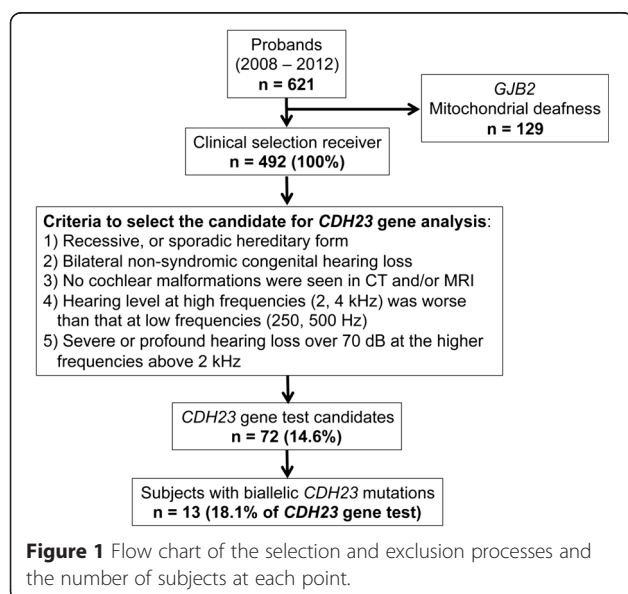 Probands
(2008 – 2012)
n = 621
GJB2
Mitochondrial deafness
n = 129
Clinical selection receiver
n = 492 (100%)
Criteria to select the candidate for CDH23 gene analysis:
1) Recessive, or sporadic hereditary form
2) Bilateral non-syndromic congenital hearing loss
3) No cochlear malformations were seen in CT and/or MRI
4) Hearing level at high frequencies (2, 4 kHz) was worse
than that at low frequencies (250, 500 Hz)
5) Severe or profound hearing loss over 70 dB at the higher
frequencies above 2 kHz
CDH23 gene test candidates
n = 72 (14.6%)
Subjects with biallelic CDH23 mutations
n = 13 (18.1% of CDH23 gene test)
Figure 1 Flow chart of the selection and exclusion processes and
the number of subjects at each point.